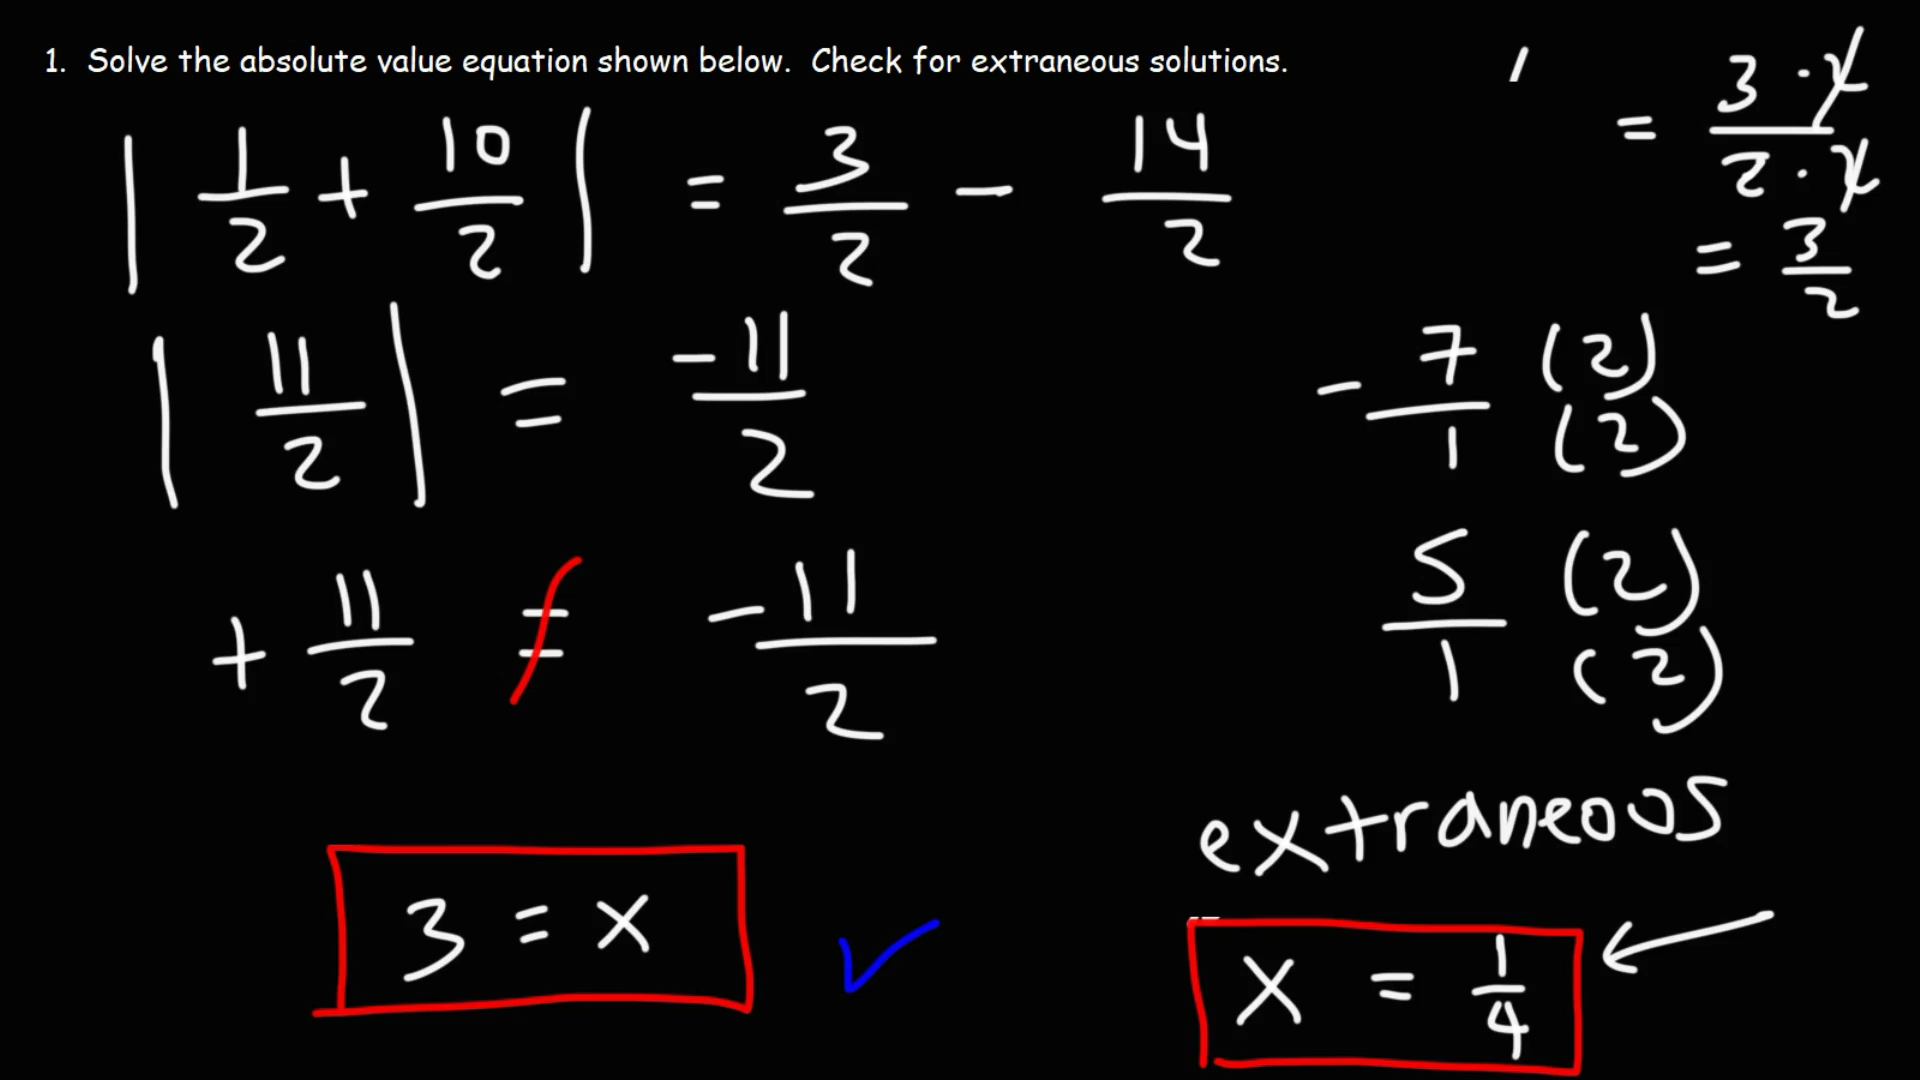 1. Solve the absolute value equation shown below. Check for extraneous solutions.
| 1/2 + 10/2 | = 3/2 - 14/2
| 11/2 | = -11/2
+ 11/2 ≠ -11/2
3 = x
= 3·4/2·4
= 3/2
- 7/1 (2)/(2)
5/1 (2)/(2)
extraneous
x = 1/4